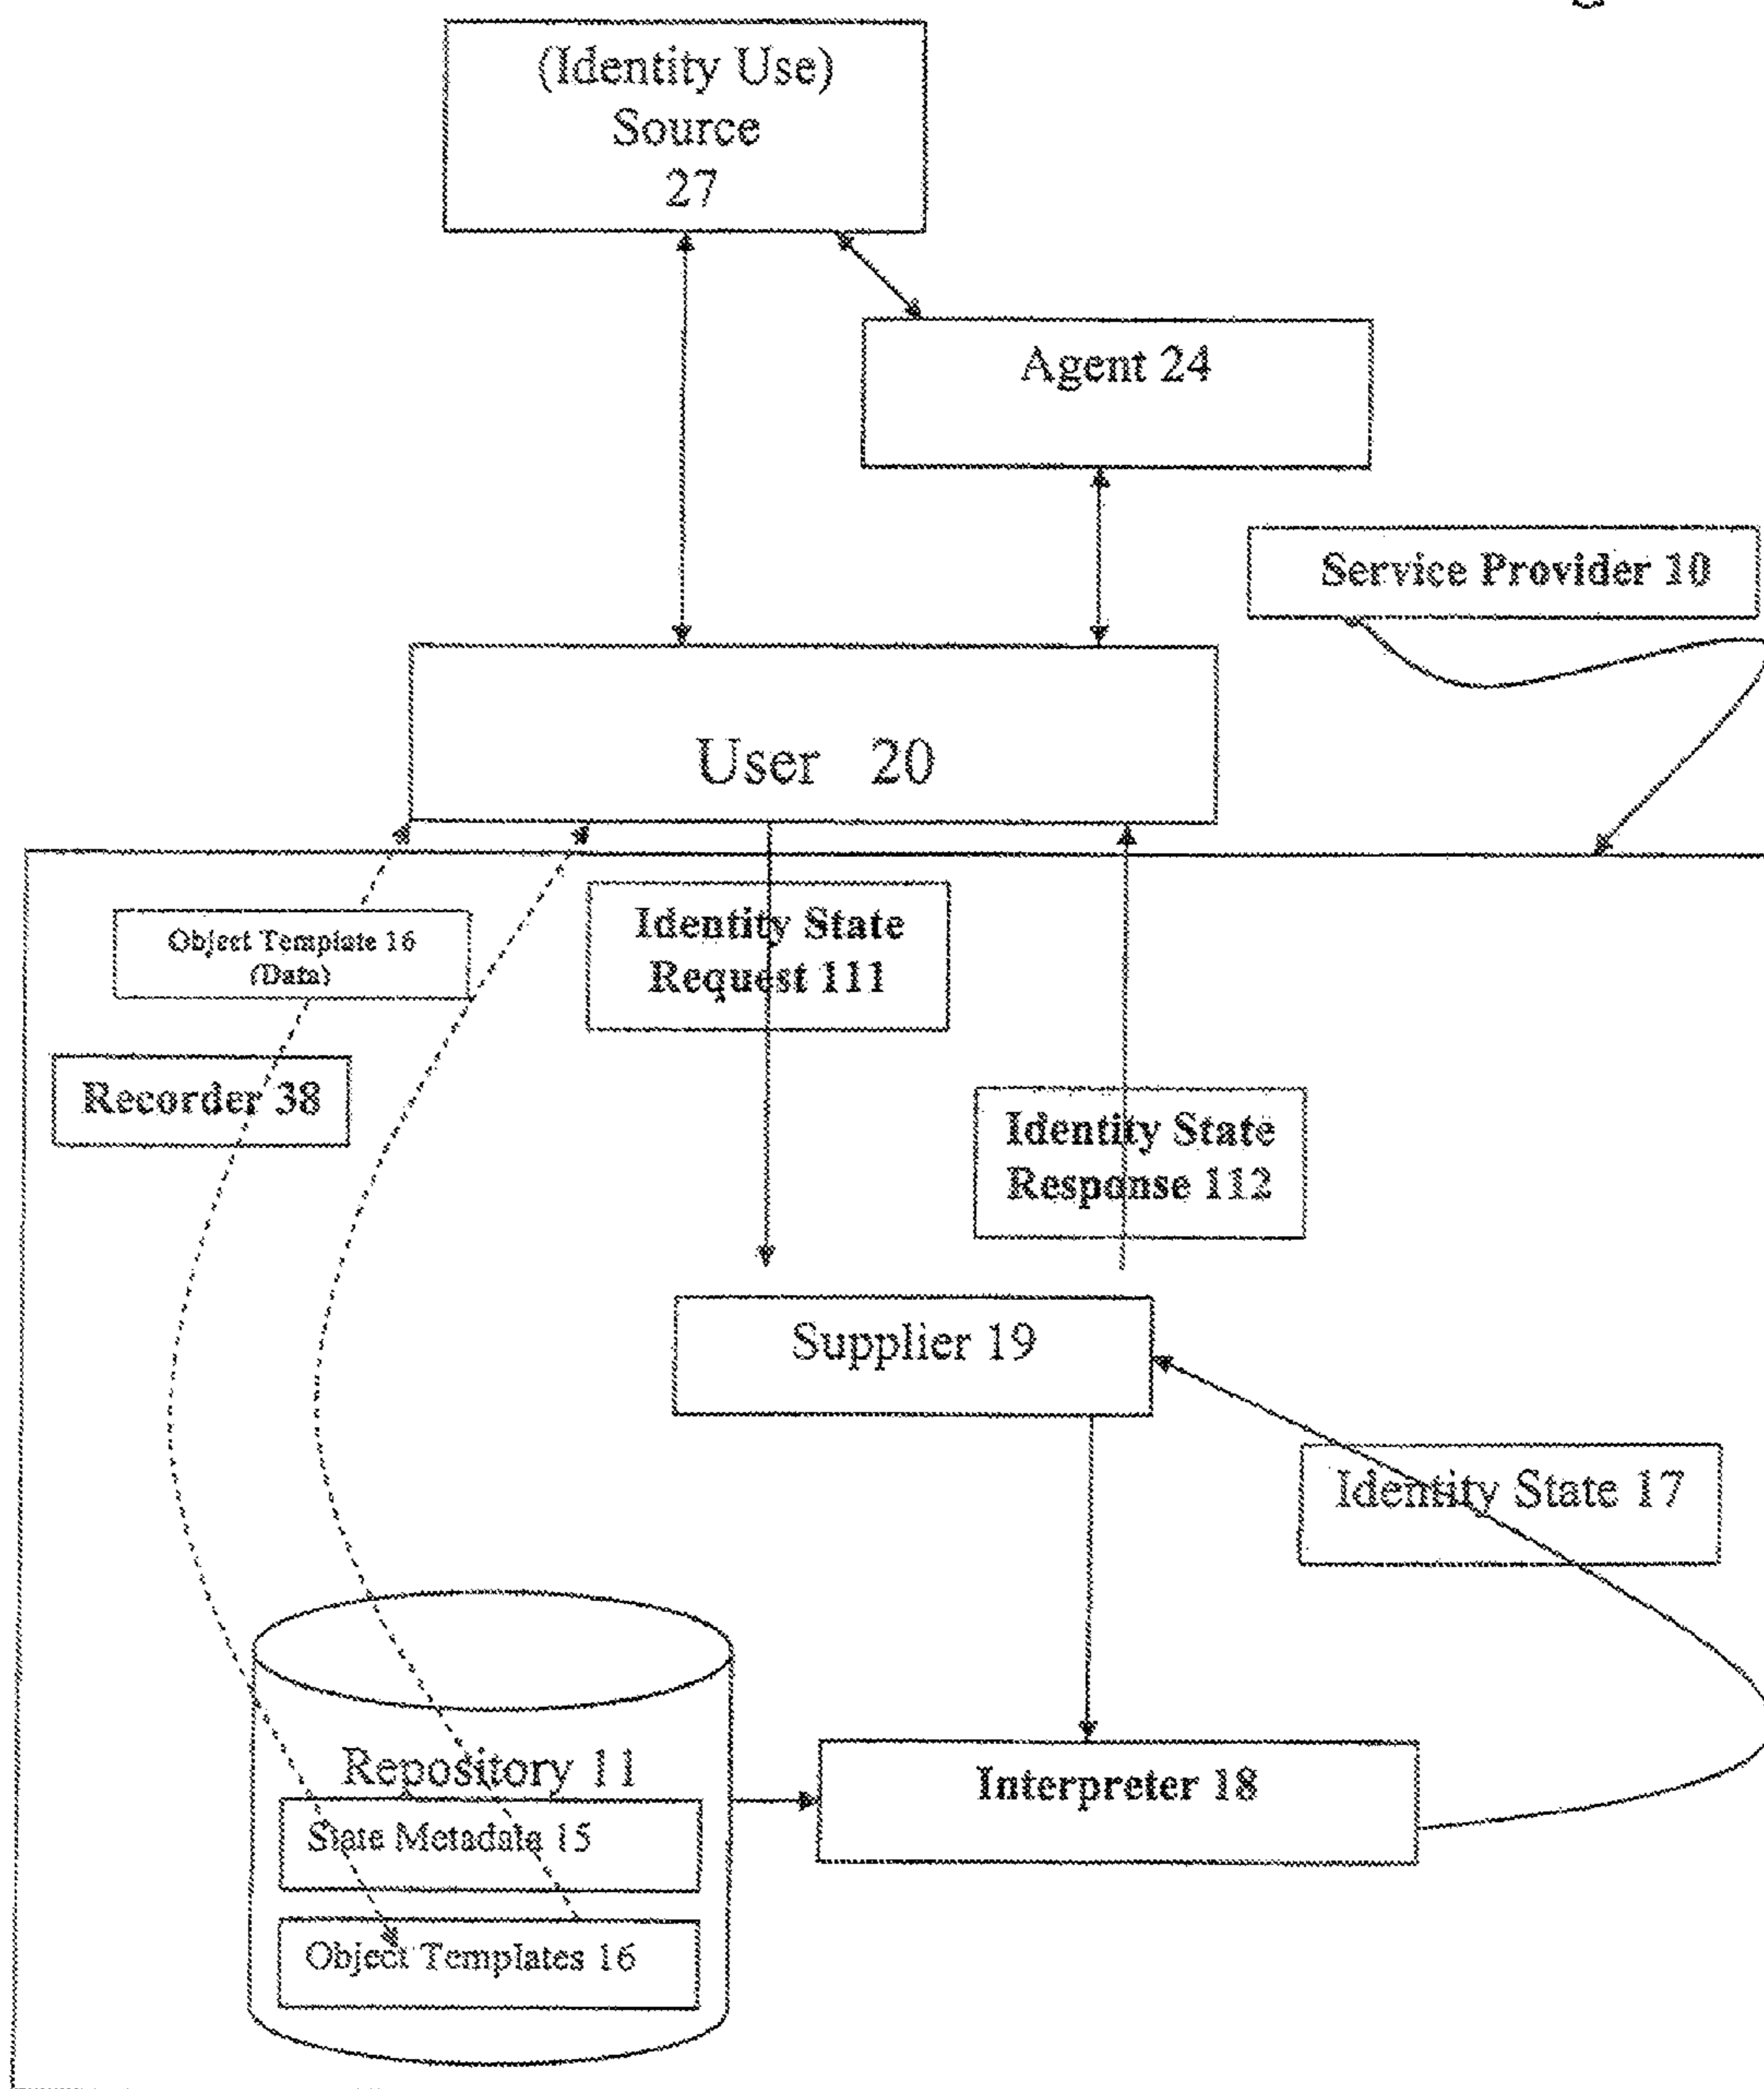 (Identity Use)
Source
27
Agent 24
Service Provider 10
User 20
Object Template 16
(Data)
Identity State
Request 111
Recorder 38
Identity State
Response 112
Supplier 19
Identity State 17
Repository 11
State Metadata 15
Interpreter 18
Object Templates 16